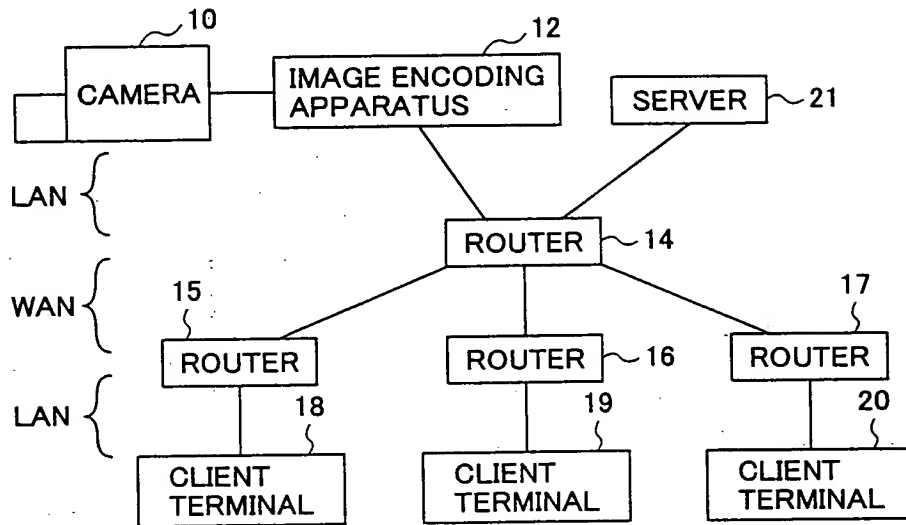 10
12
CAMERA
IMAGE ENCODING
APPARATUS
SERVER
21
LAN
ROUTER
14
WAN
15
17
ROUTER
ROUTER
16
ROUTER
LAN
18
19
20
CLIENT
TERMINAL
CLIENT
TERMINAL
CLIENT
TERMINAL